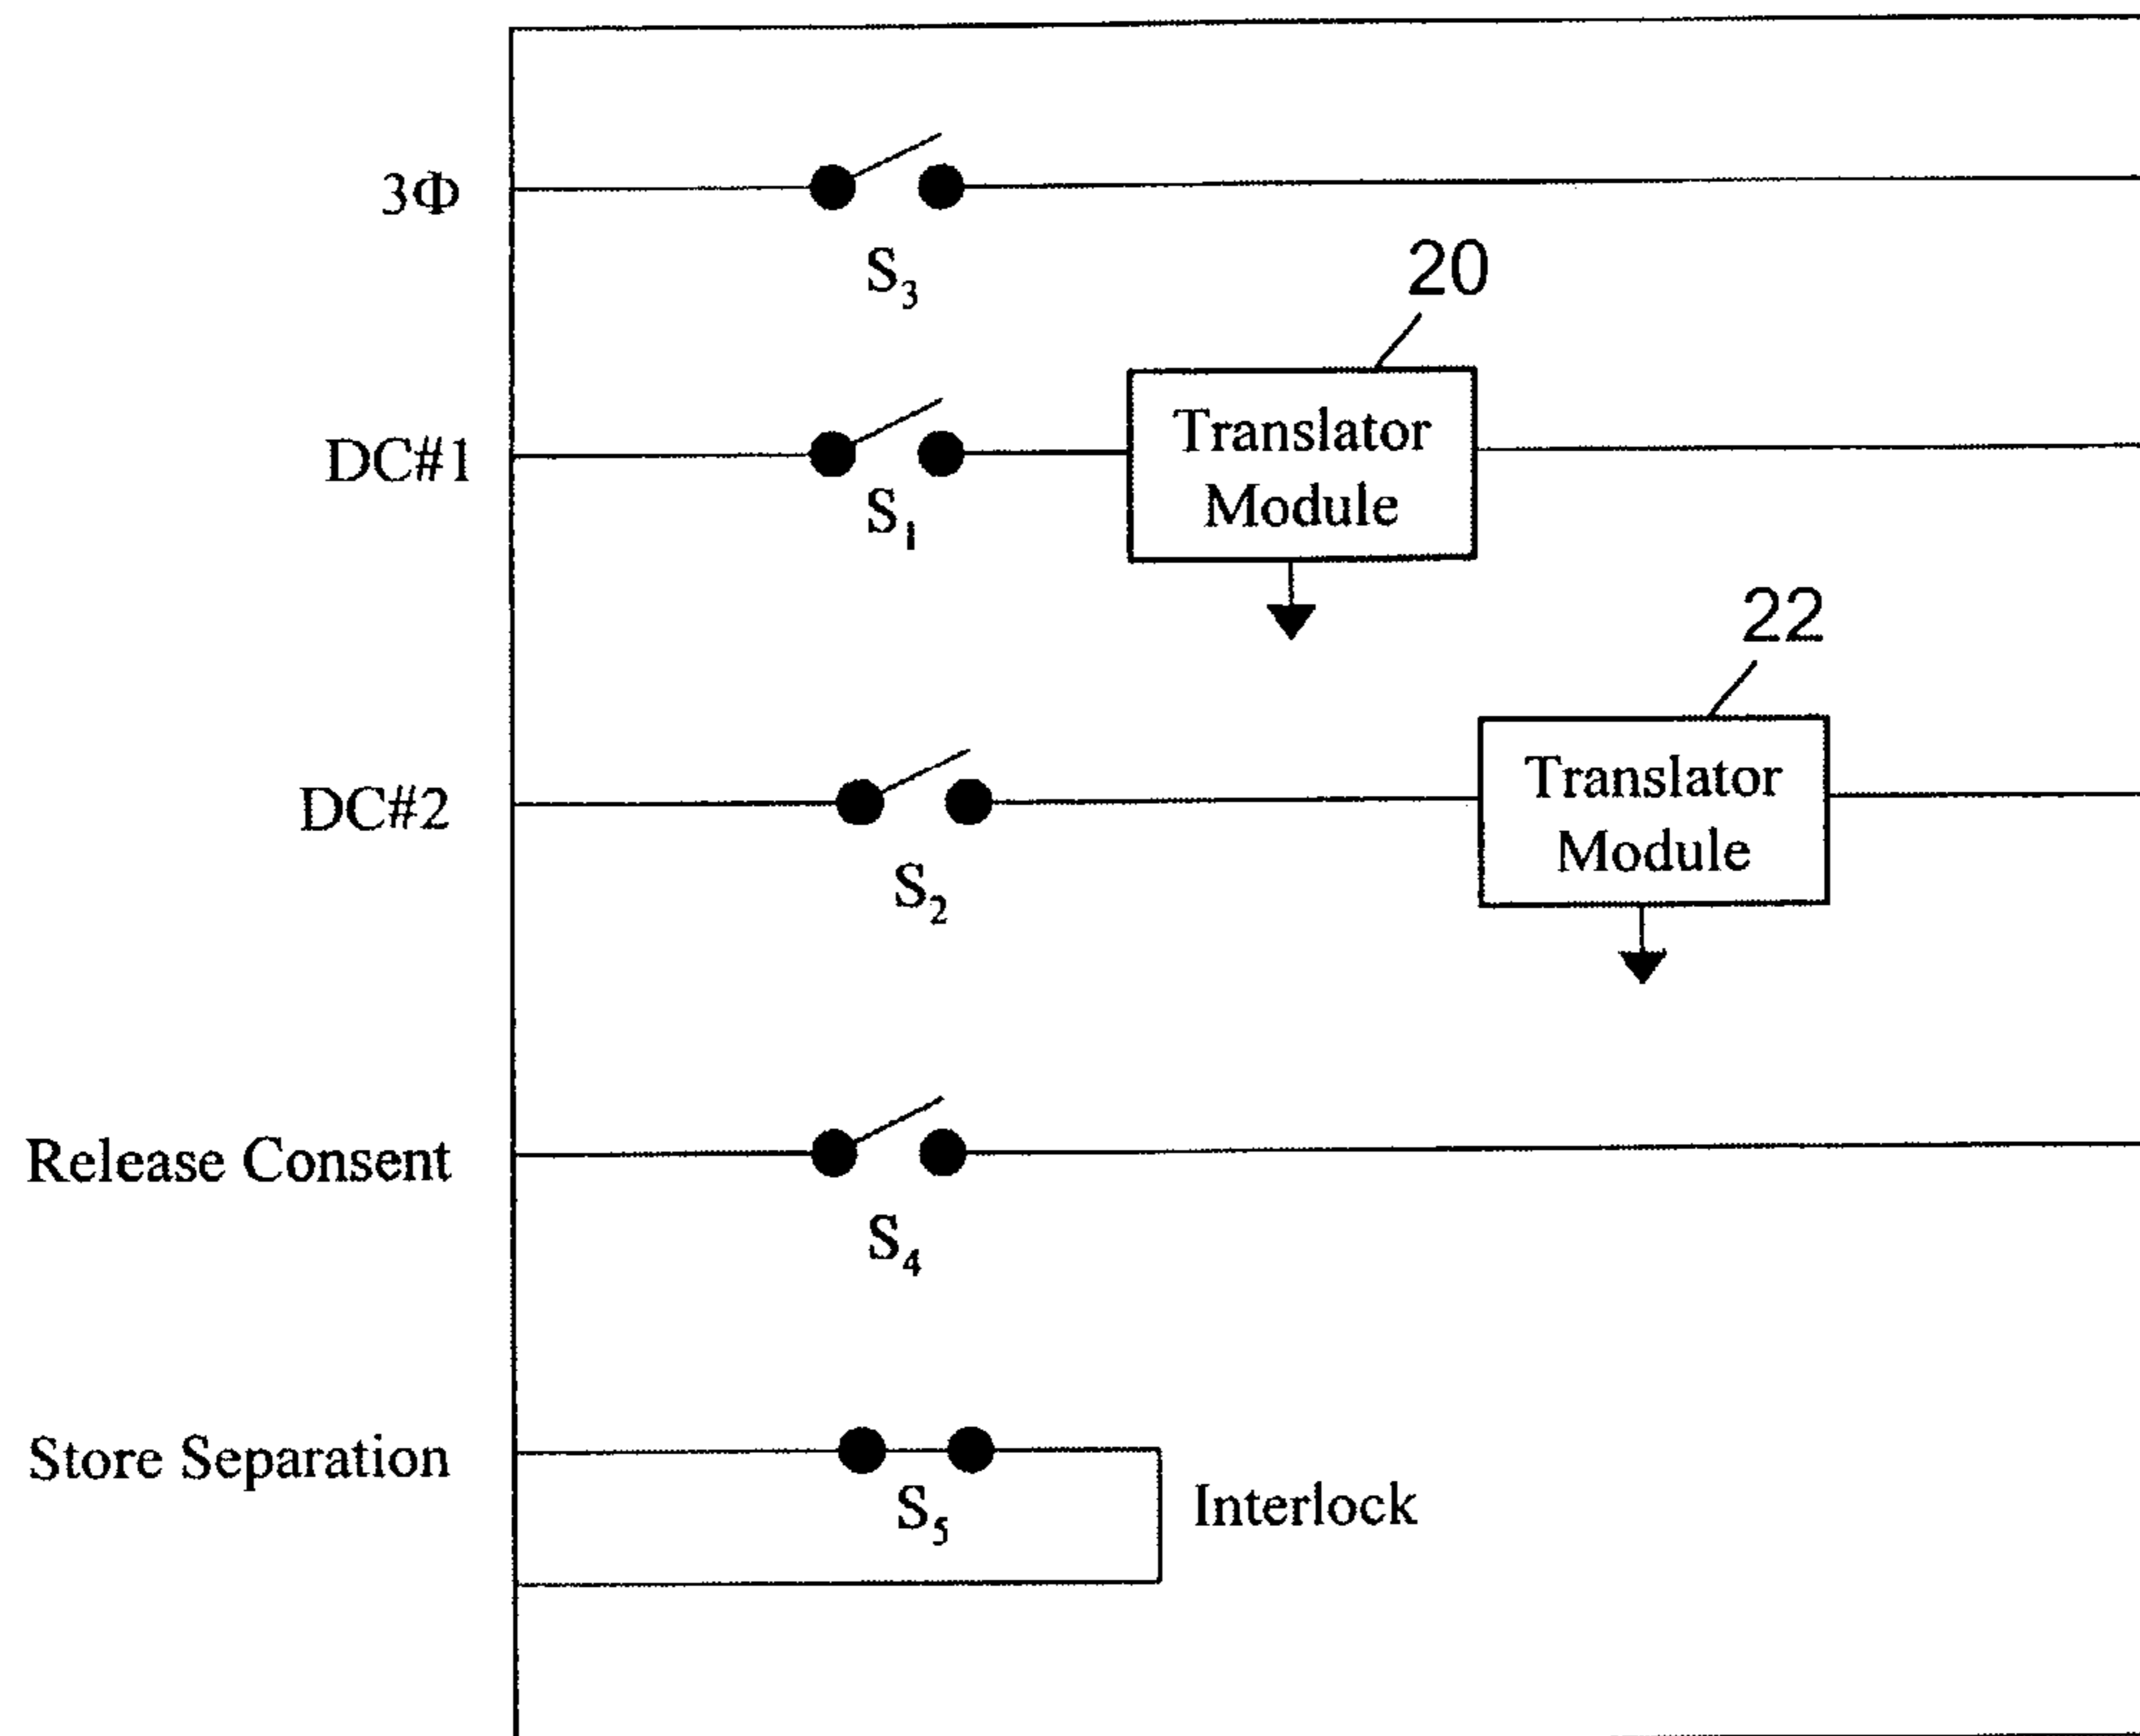 3Φ
S₃
20
DC#1
S₁
Translator
Module
22
DC#2
S₂
Translator
Module
Release Consent
S₄
Store Separation
S₅
Interlock